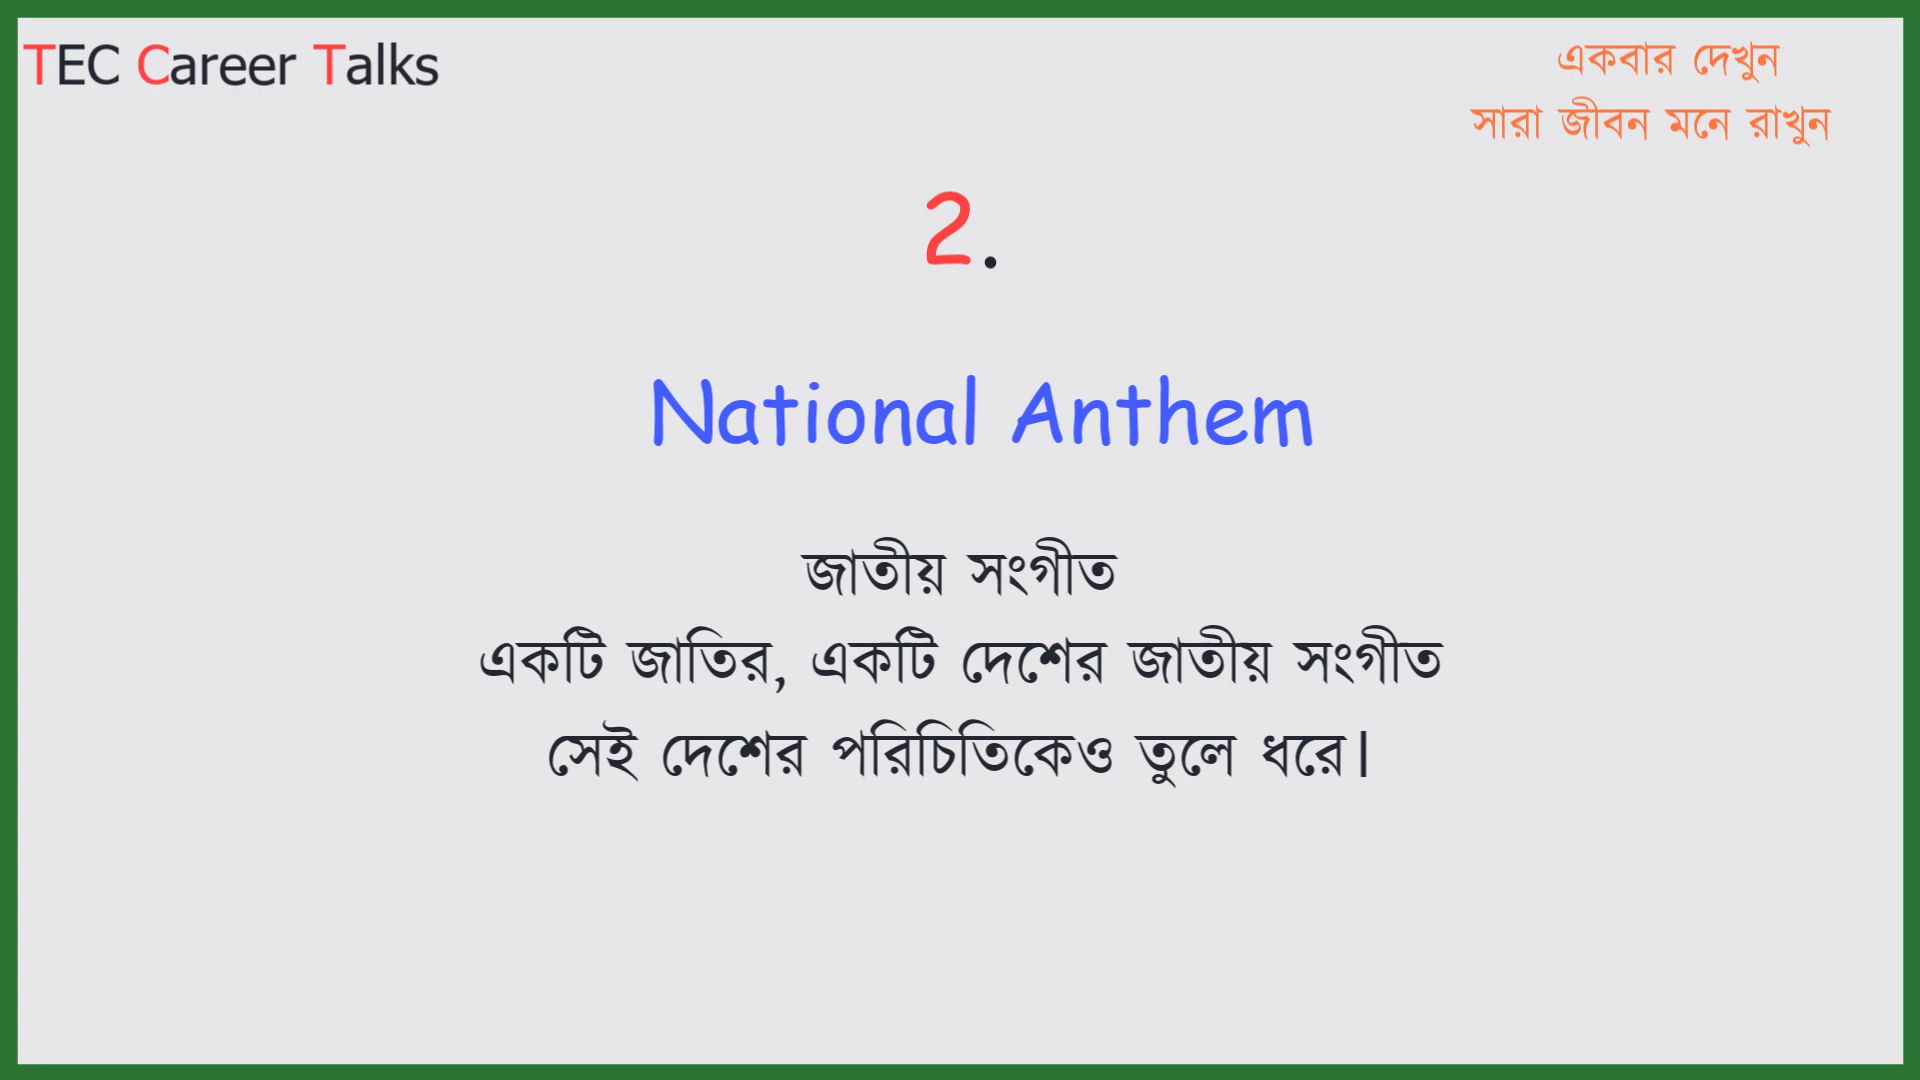 TEC Career Talks
একবার দেখুন
সারা জীবন মনে রাখুন
2.
National Anthem
জাতীয় সংগীত
একটি জাতির, একটি দেশের জাতীয় সংগীত
সেই দেশের পরিচিতিকেও তুলে ধরে।